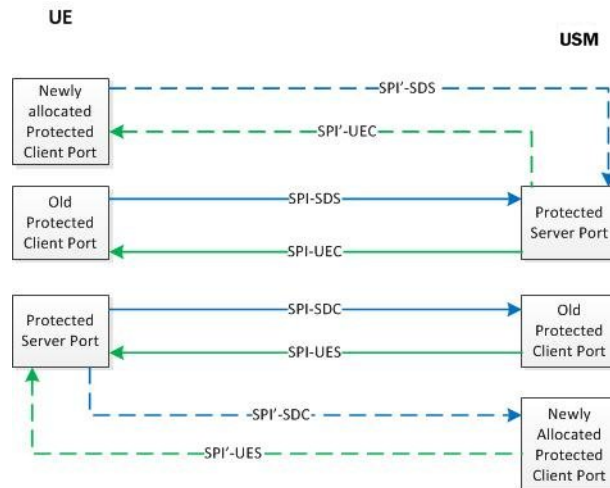 UE
USM
SPI'-SDS
Newly
allocated
Protected
Client Port
SPI'-UEC
Old
Protected
Client Port
SPI-SDS
SPI-UEC
Protected
Server Port
Protected
Server Port
SPI-SDC
SPI-UES
Old
Protected
Client Port
SPI'-SDC
SPI'-UES
Newly
Allocated
Protected
Client Port